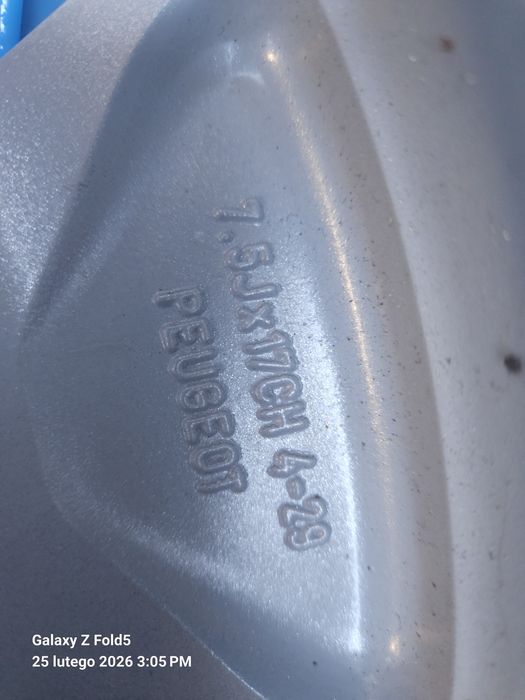 7.5Jx17CH 4-29
PEUGEOT
Galaxy Z Fold5
25 lutego 2026 3:05 PM